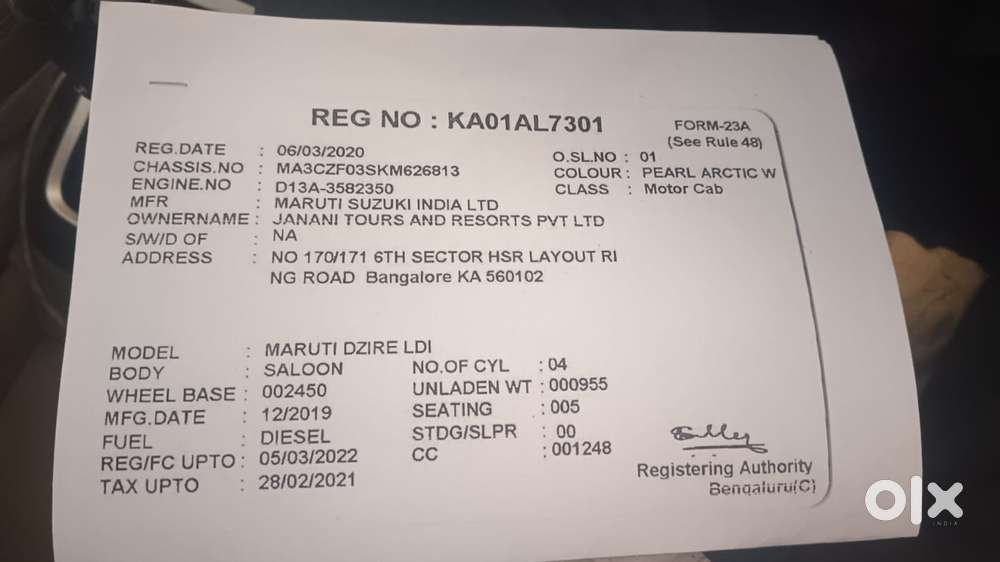 REG NO : KA01AL7301
FORM-23A
(See Rule 48)
REG.DATE : 06/03/2020
O.SL.NO : 01
CHASSIS.NO : MA3CZF03SKM626813
COLOUR : PEARL ARCTIC W
ENGINE.NO : D13A-3582350
CLASS : Motor Cab
MFR : MARUTI SUZUKI INDIA LTD
OWNERNAME : JANANI TOURS AND RESORTS PVT LTD
S/W/D OF : NA
ADDRESS : NO 170/171 6TH SECTOR HSR LAYOUT RI
NG ROAD Bangalore KA 560102
MODEL : MARUTI DZIRE LDI
BODY : SALOON
NO.OF CYL : 04
WHEEL BASE : 002450
UNLADEN WT : 000955
MFG.DATE : 12/2019
SEATING : 005
FUEL : DIESEL
STDG/SLPR : 00
REG/FC UPTO : 05/03/2022
CC : 001248
TAX UPTO : 28/02/2021
Registering Authority
Bengaluru(C)
olx
INDIA